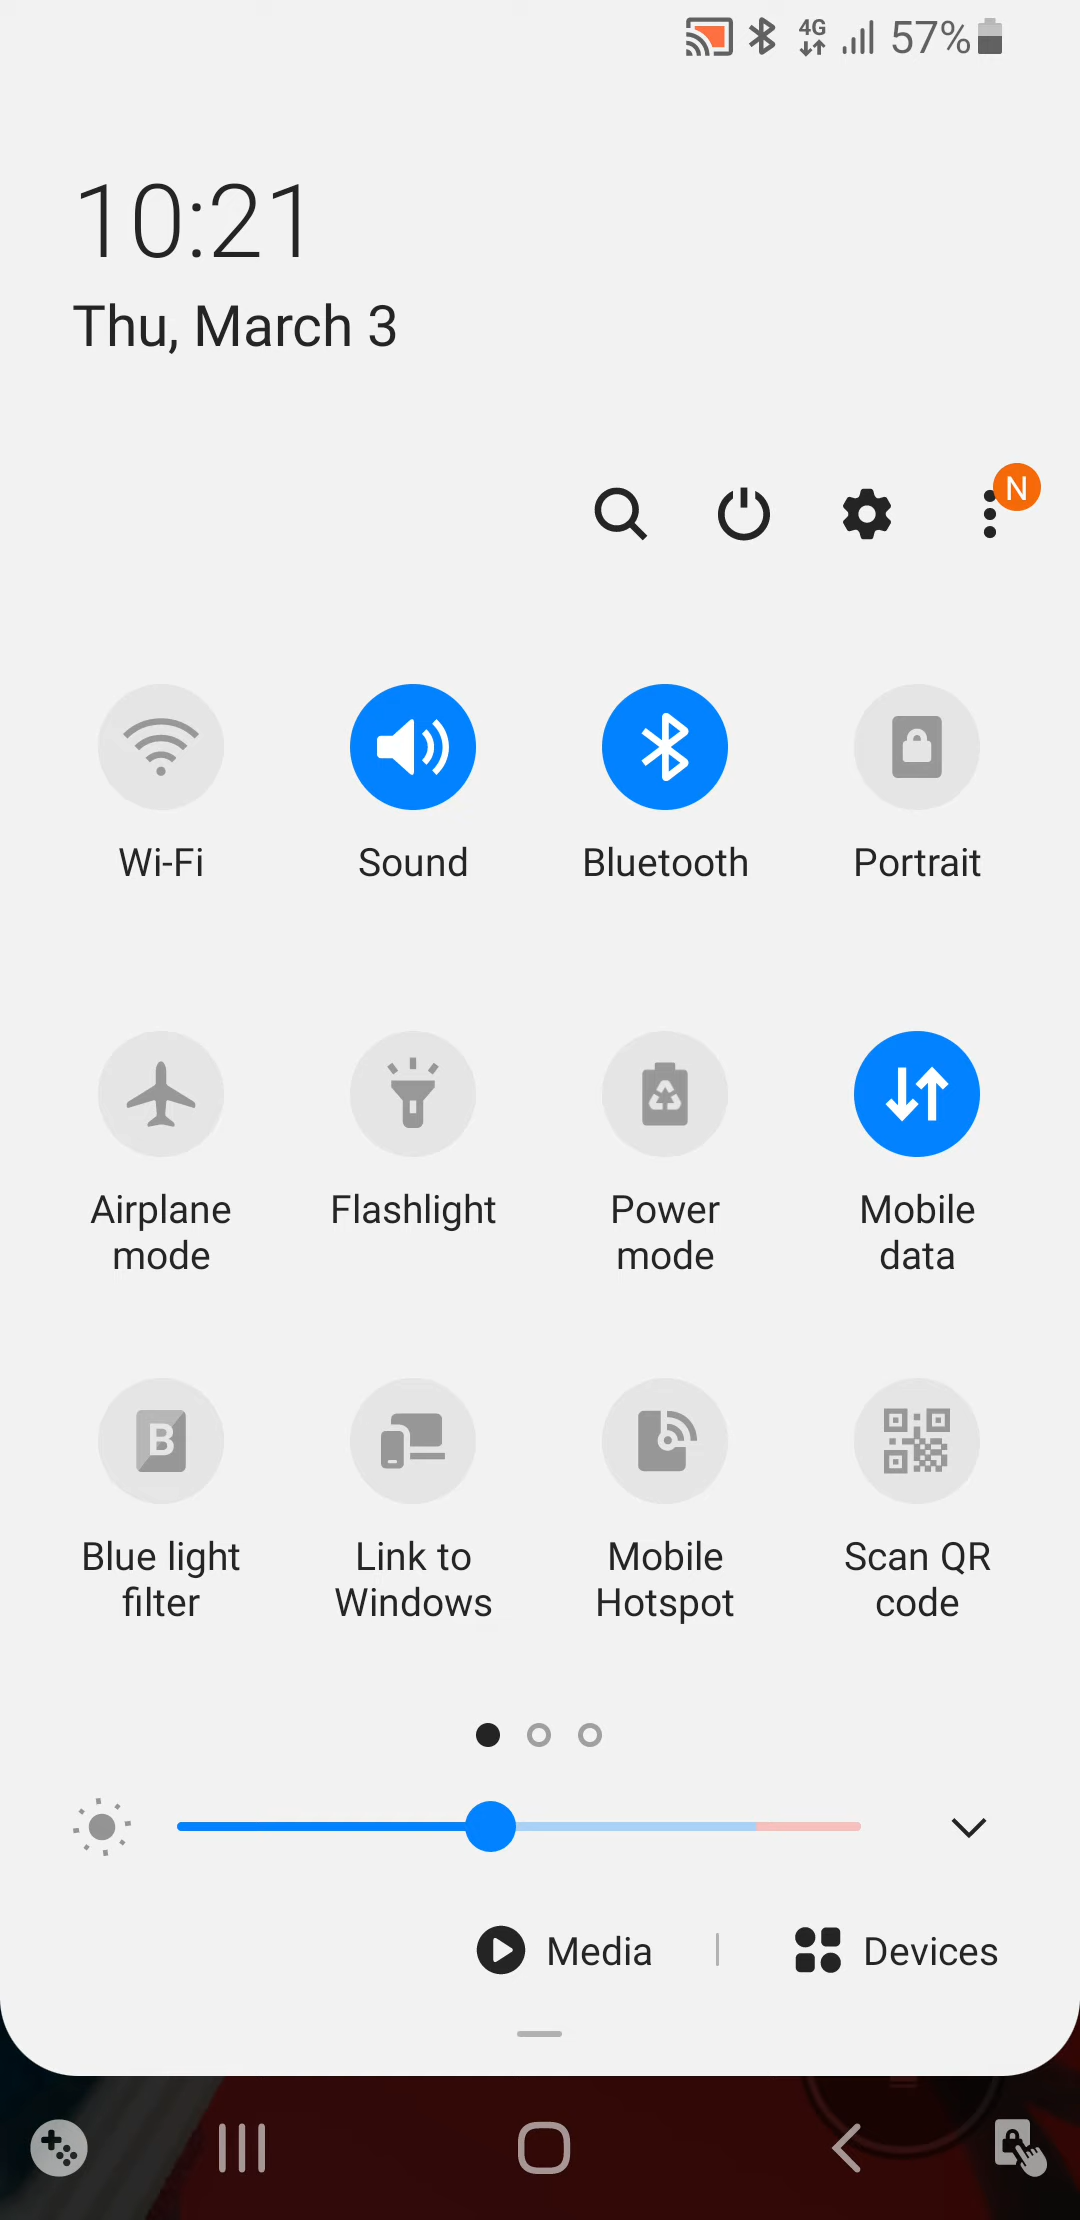 4G 57%
10:21
Thu, March 3
N
Wi-Fi Sound Bluetooth Portrait
Airplane mode
Flashlight
Power mode
Mobile data
B
Blue light filter
Link to Windows
Mobile Hotspot
Scan QR code
Media | Devices